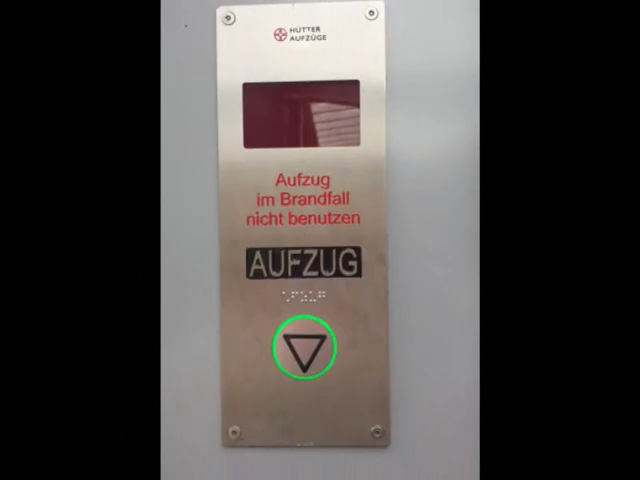 HÜTTER
AUFZÜGE
Aufzug
im Brandfall
nicht benutzen
AUFZUG